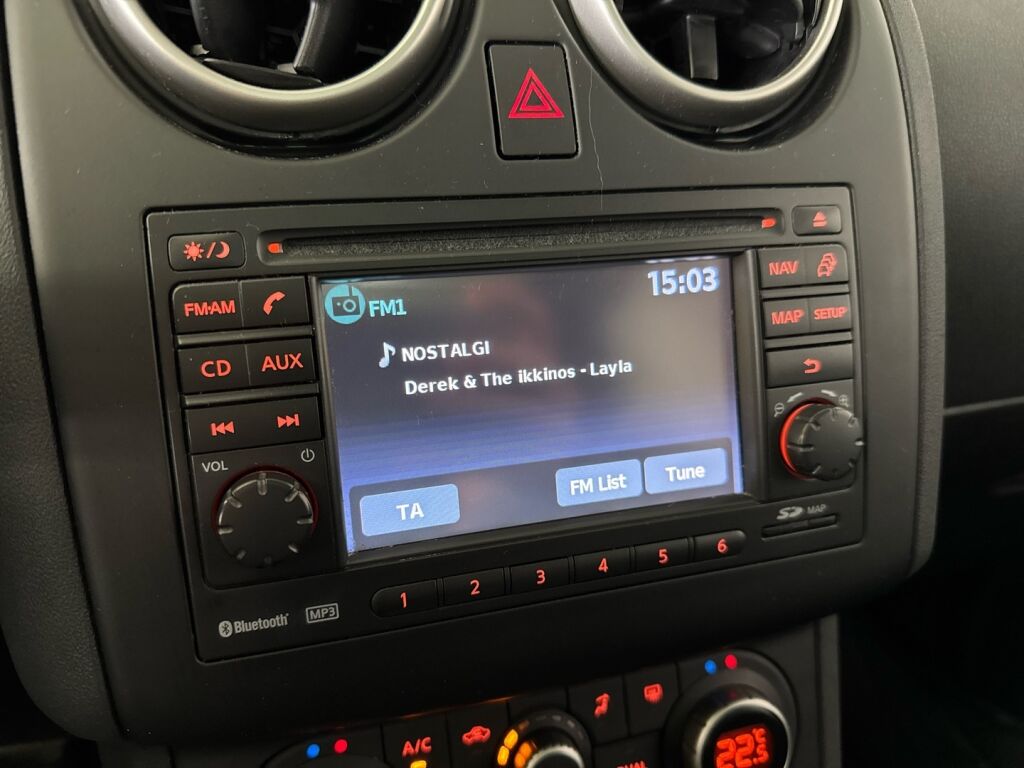 15:03
FM·AM
FM1
NAV
MAP
SETUP
CD
AUX
NOSTALGI
Derek & The ikkinos - Layla
VOL
TA
FM List
Tune
SD MAP
1 2 3 4 5 6
Bluetooth
MP3
A/C
22.5